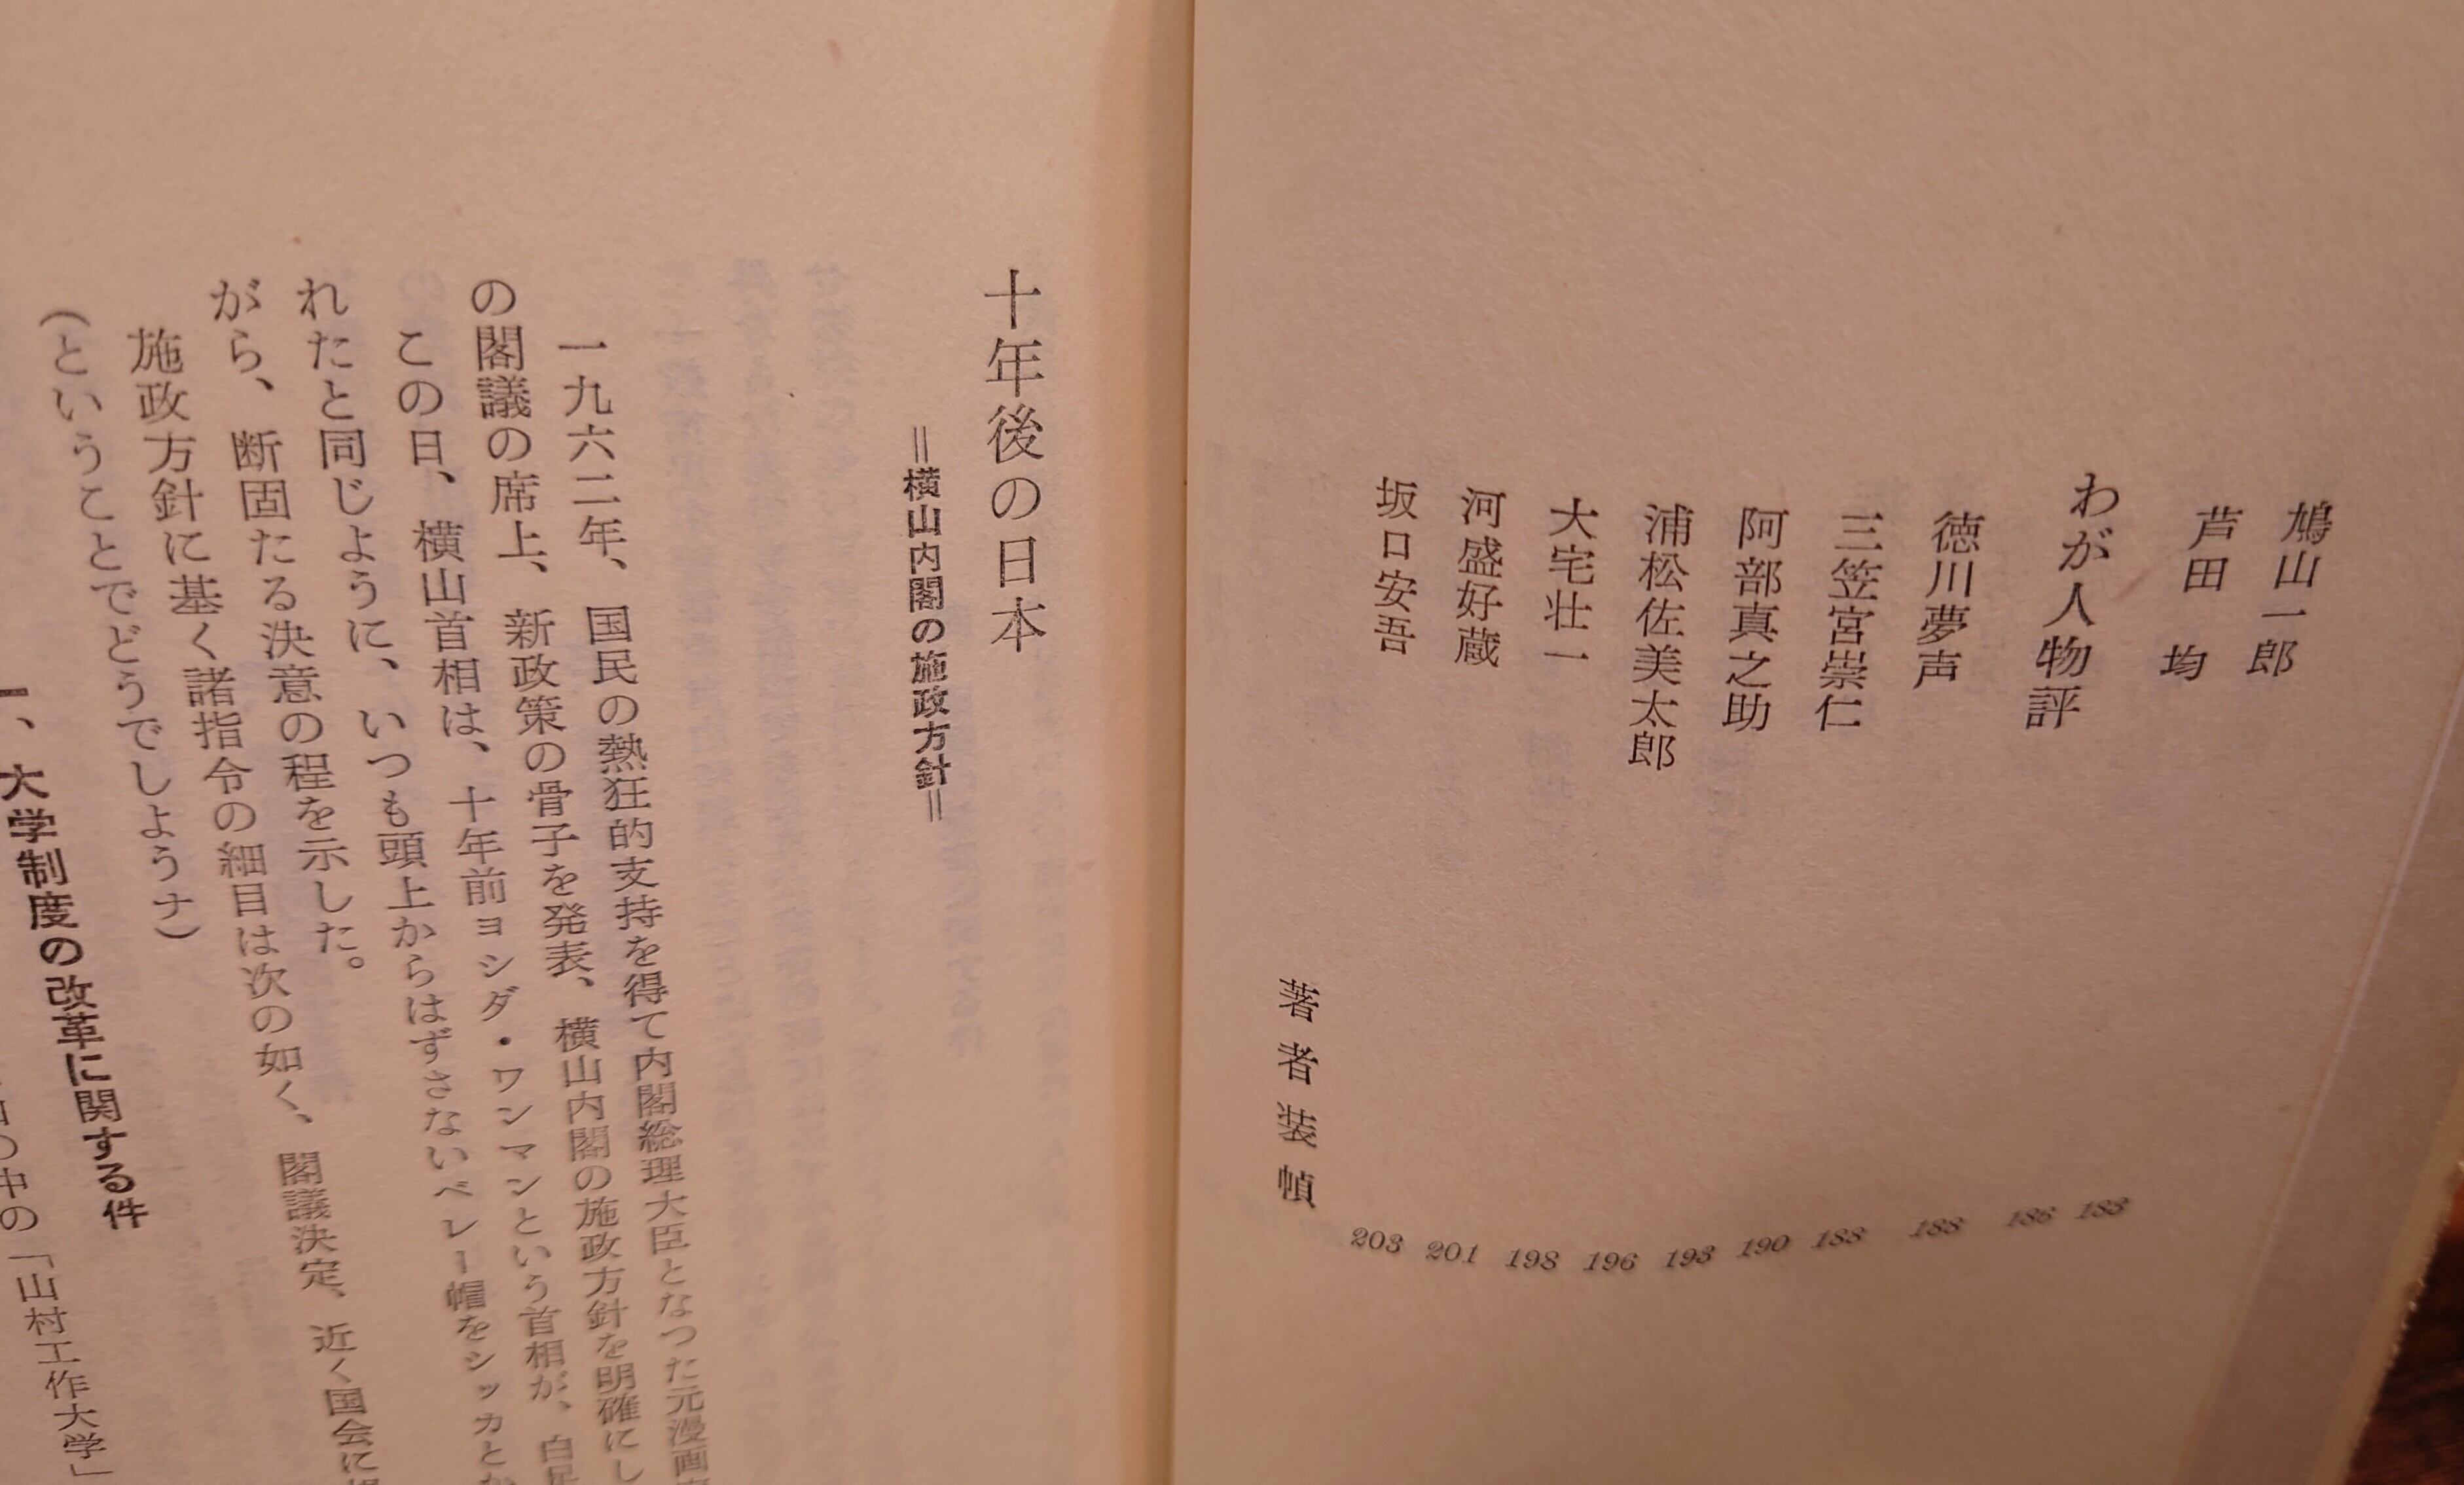 鳩山一郎 183
芦田 均 186
わが人物評 188
徳川夢声 188
三笠宮崇仁 190
阿部真之助 193
浦松佐美太郎 196
大宅壮一 198
河盛好蔵 201
坂口安吾 203
著者装幀
十年後の日本
＝横山内閣の施政方針＝
一九六二年、国民の熱狂的支持を得て内閣総理大臣となつた元漫画
の閣議の席上、新政策の骨子を発表、横山内閣の施政方針を明確にし
この日、横山首相は、十年前ヨシダ・ワンマンという首相が、白足
れたと同じように、いつも頭上からはずさないベレー帽をシッカとか
がら、断固たる決意の程を示した。
施政方針に基く諸指令の細目は次の如く、閣議決定、近く国会に
（ということでどうでしようナ）
一、大学制度の改革に関する件
の中の「山村工作大学」